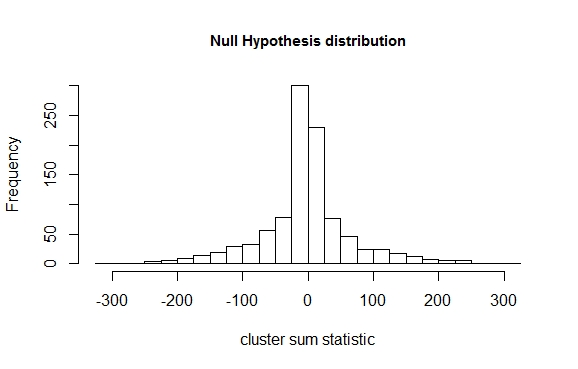 Null Hypothesis distribution
Frequency
250
150
50
0
-300 -200 -100 0 100 200 300
cluster sum statistic